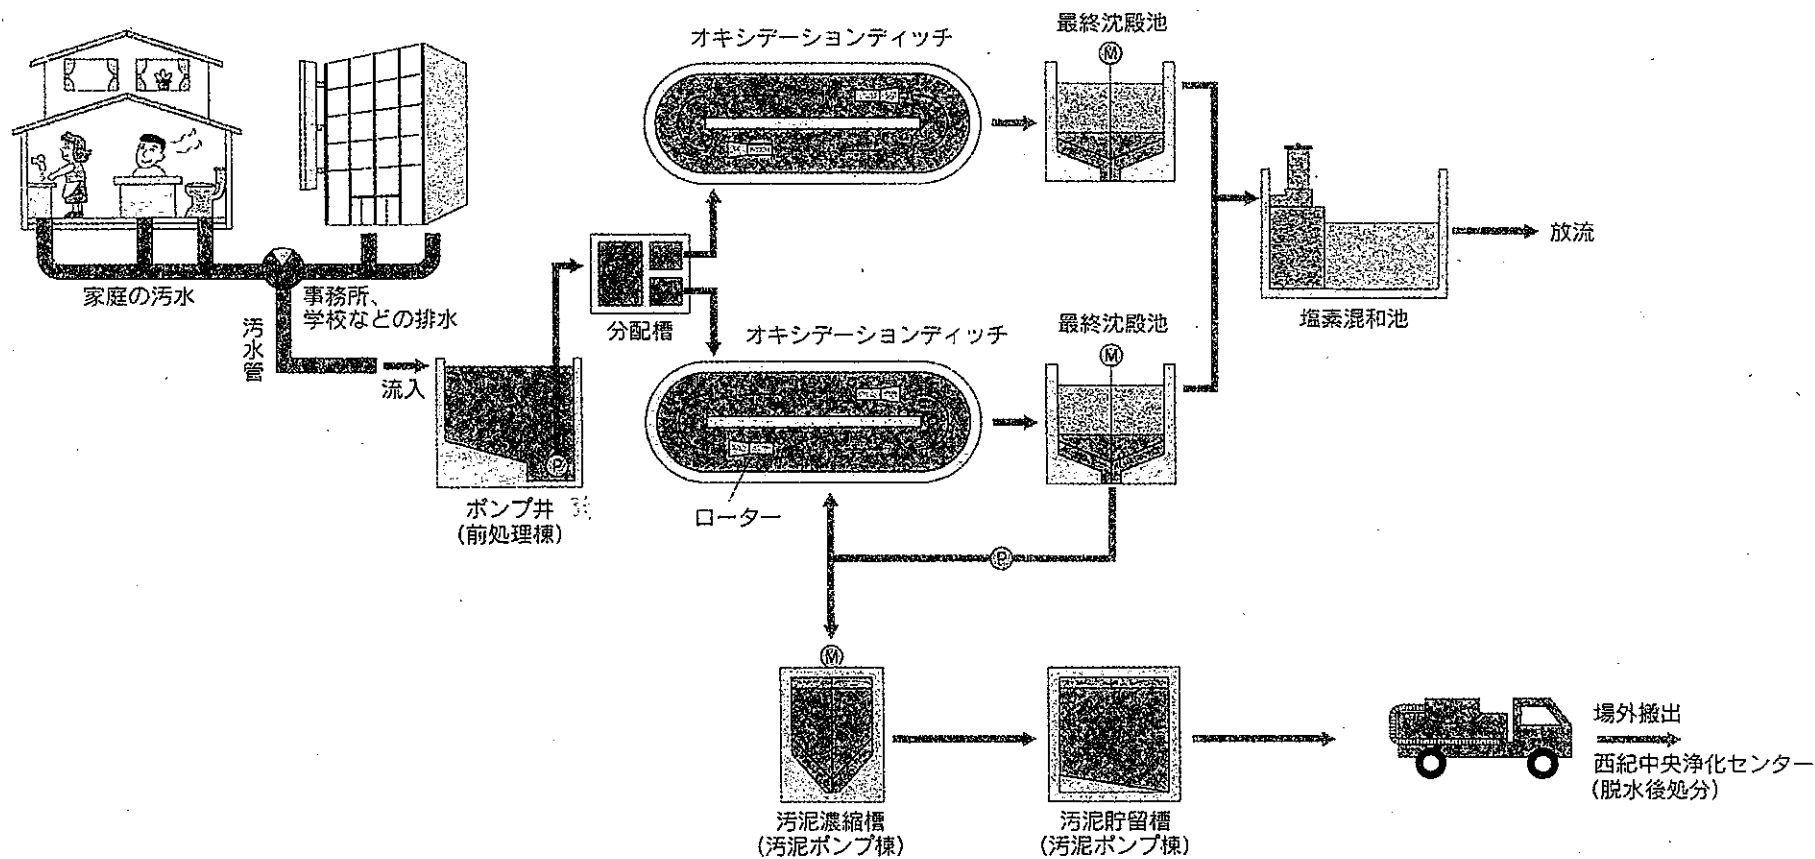 オキシデーションディッチ
最終沈殿池
M
放流
家庭の汚水
事務所、
学校などの排水
分配槽
塩素混和池
汚水管
流入
オキシデーションディッチ
最終沈殿池
M
P
ポンプ井
(前処理棟)
ローター
P
M
場外搬出
西紀中央浄化センター
(脱水後処分)
汚泥濃縮槽
(汚泥ポンプ棟)
汚泥貯留槽
(汚泥ポンプ棟)